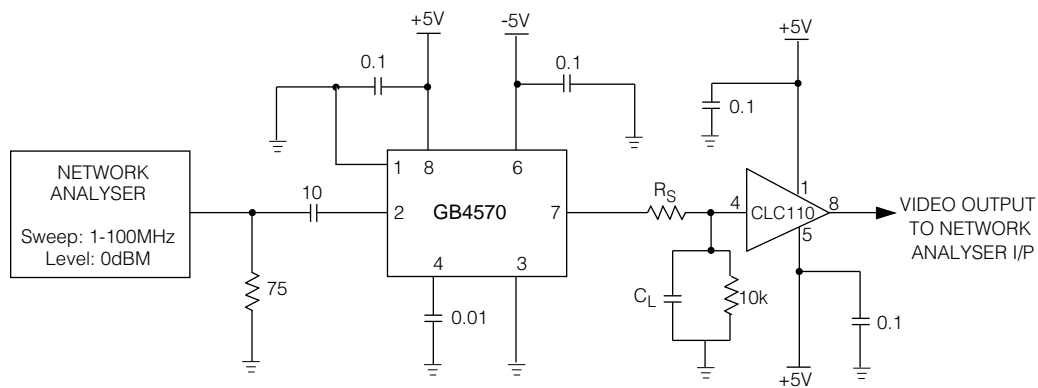 +5V
-5V
+5V
0.1
0.1
0.1
NETWORK
ANALYSER
Sweep: 1-100MHz
Level: 0dBM
10
75
1
8
6
2
GB4570
7
4
3
0.01
RS
CL
10k
4
1
CLC110
8
5
VIDEO OUTPUT
TO NETWORK
ANALYSER I/P
0.1
+5V